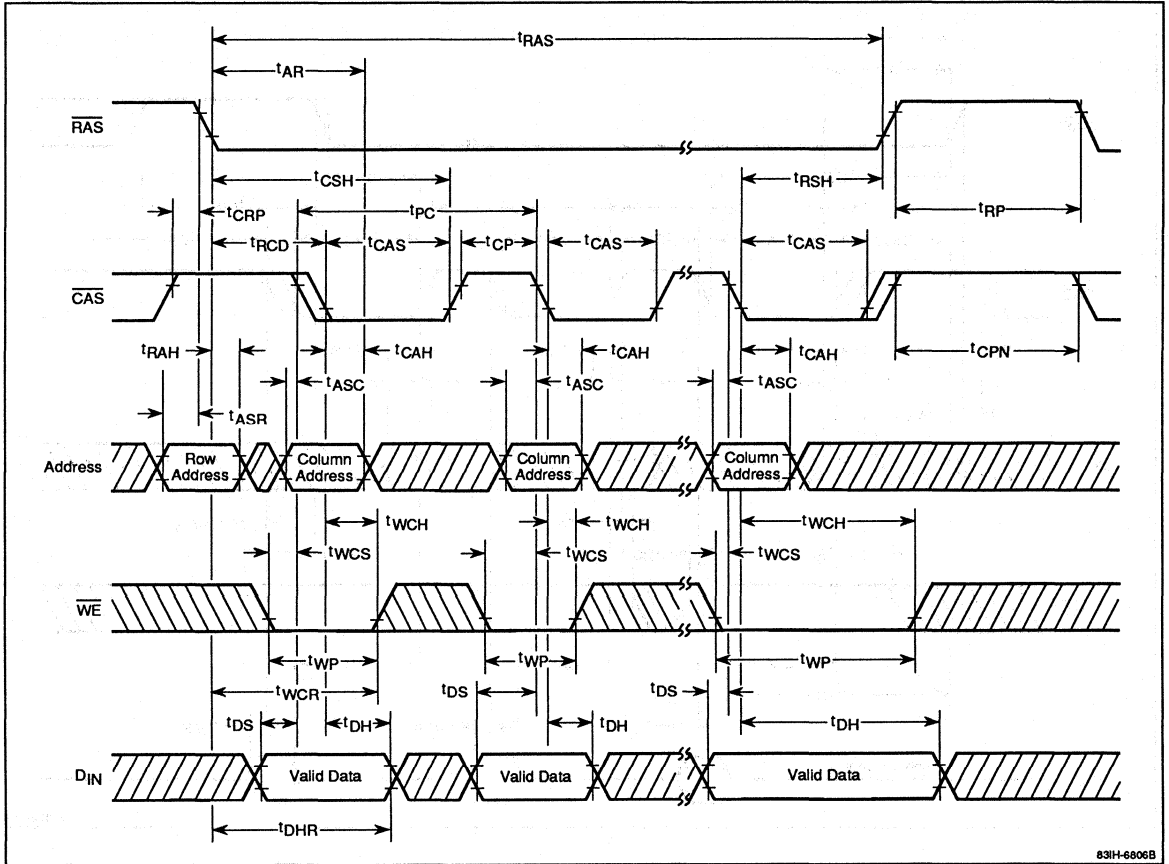 tRAS
tAR
RAS
tCSH
tRSH
tCRP
tPC
tRP
tRCD
tCAS
tCP
tCAS
tCAS
CAS
tRAH
tCAH
tCAH
tCAH
tCPN
tASC
tASC
tASC
tASR
Address
Row Address
Column Address
Column Address
Column Address
tWCH
tWCH
tWCH
tWCS
tWCS
tWCS
WE
tWP
tWP
tWP
tWCR
tDS
tDS
tDS
tDH
tDH
tDH
DIN
Valid Data
Valid Data
Valid Data
tDHR
83IH-6806B